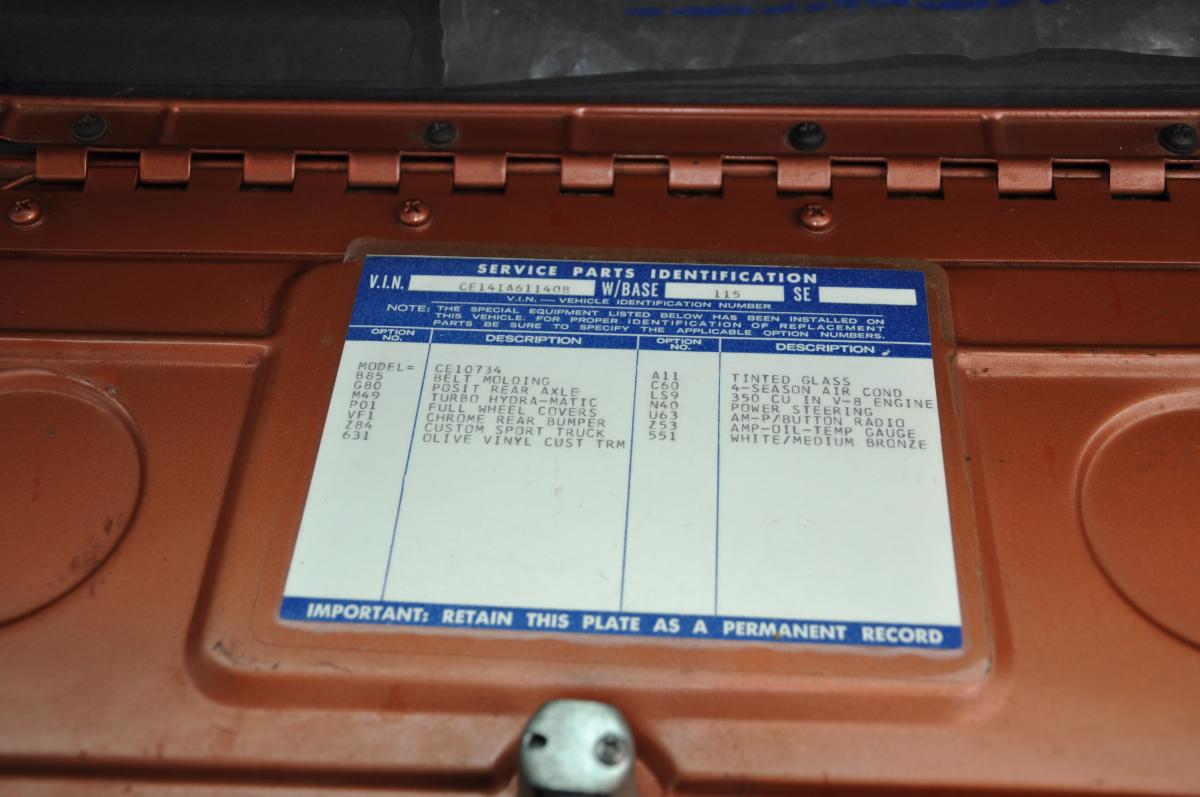 SERVICE PARTS IDENTIFICATION
V.I.N. CE141A611408 W/BASE 115 SE
V.I.N. — VEHICLE IDENTIFICATION NUMBER
NOTE: THE SPECIAL EQUIPMENT LISTED BELOW HAS BEEN INSTALLED ON
THIS VEHICLE. FOR PROPER IDENTIFICATION OF REPLACEMENT
PARTS BE SURE TO SPECIFY THE APPLICABLE OPTION NUMBERS.
OPTION NO. DESCRIPTION OPTION NO. DESCRIPTION
MODEL= CE10734 A11 TINTED GLASS
B85 BELT MOLDING C60 4-SEASON AIR COND
G80 POSIT REAR AXLE LS9 350 CU IN V-8 ENGINE
M49 TURBO HYDRA-MATIC N40 POWER STEERING
P01 FULL WHEEL COVERS U63 AM-P/BUTTON RADIO
VF1 CHROME REAR BUMPER Z53 AMP-OIL-TEMP GAUGE
Z84 CUSTOM SPORT TRUCK 551 WHITE/MEDIUM BRONZE
631 OLIVE VINYL CUST TRM
IMPORTANT: RETAIN THIS PLATE AS A PERMANENT RECORD